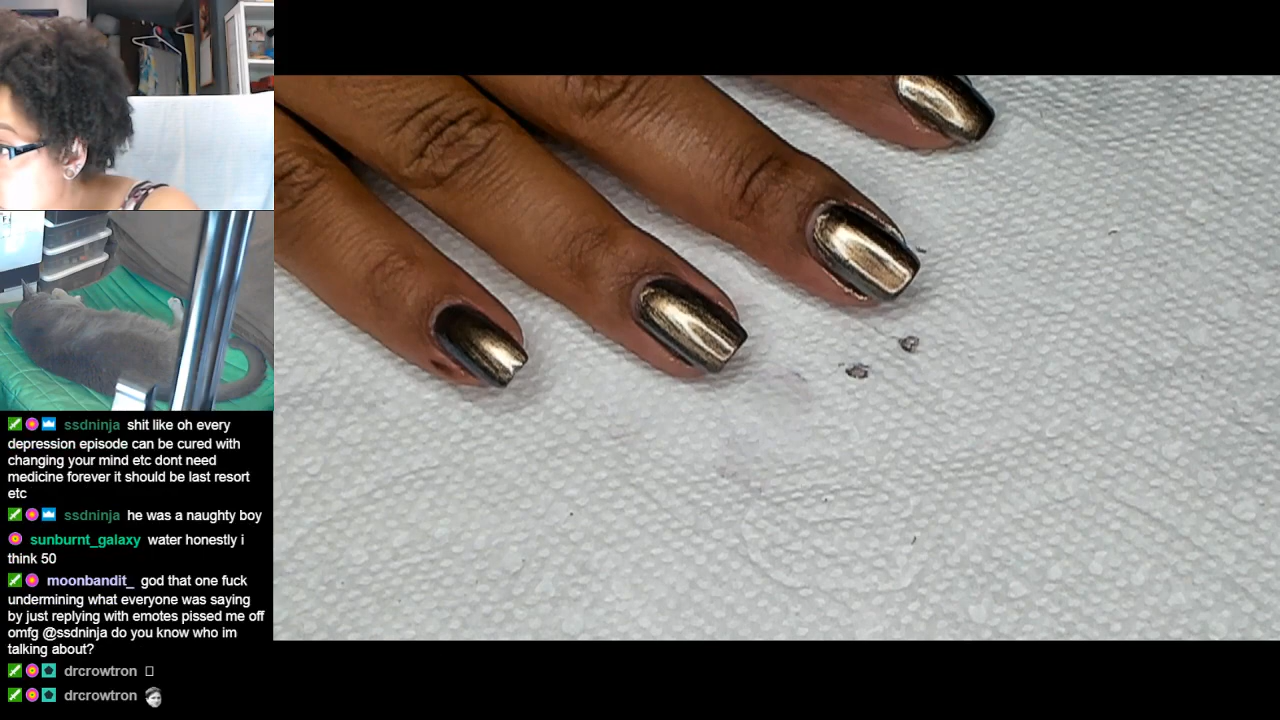 ssdninja shit like oh every
depression episode can be cured with
changing your mind etc dont need
medicine forever it should be last resort
etc
ssdninja he was a naughty boy
sunburnt_galaxy water honestly i
think 50
moonbandit_ god that one fuck
undermining what everyone was saying
by just replying with emotes pissed me off
omfg @ssdninja do you know who im
talking about?
drcrowtron
drcrowtron